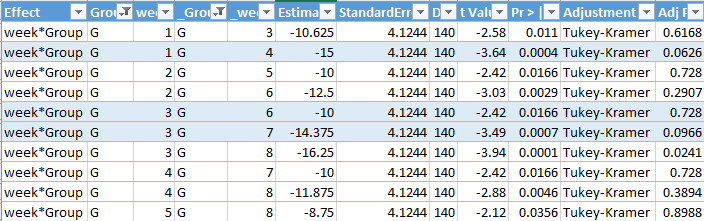 Effect Grou wee _Grou _we Estima StandardErr D t Valu Pr > | Adjustment Adj P
week*Group G 1 G 3 -10.625 4.1244 140 -2.58 0.011 Tukey-Kramer 0.6168
week*Group G 1 G 4 -15 4.1244 140 -3.64 0.0004 Tukey-Kramer 0.0626
week*Group G 2 G 5 -10 4.1244 140 -2.42 0.0166 Tukey-Kramer 0.728
week*Group G 2 G 6 -12.5 4.1244 140 -3.03 0.0029 Tukey-Kramer 0.2907
week*Group G 3 G 6 -10 4.1244 140 -2.42 0.0166 Tukey-Kramer 0.728
week*Group G 3 G 7 -14.375 4.1244 140 -3.49 0.0007 Tukey-Kramer 0.0966
week*Group G 3 G 8 -16.25 4.1244 140 -3.94 0.0001 Tukey-Kramer 0.0241
week*Group G 4 G 7 -10 4.1244 140 -2.42 0.0166 Tukey-Kramer 0.728
week*Group G 4 G 8 -11.875 4.1244 140 -2.88 0.0046 Tukey-Kramer 0.3894
week*Group G 5 G 8 -8.75 4.1244 140 -2.12 0.0356 Tukey-Kramer 0.8988